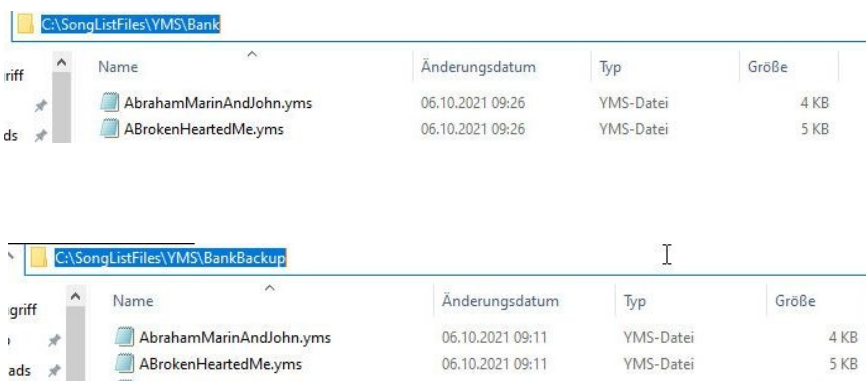 C:\SongListFiles\YMS\Bank
Name Änderungsdatum Typ Größe
riff
AbrahamMarinAndJohn.yms 06.10.2021 09:26 YMS-Datei 4 KB
ds ABrokenHeartedMe.yms 06.10.2021 09:26 YMS-Datei 5 KB
C:\SongListFiles\YMS\BankBackup
Name Änderungsdatum Typ Größe
griff
AbrahamMarinAndJohn.yms 06.10.2021 09:11 YMS-Datei 4 KB
ads ABrokenHeartedMe.yms 06.10.2021 09:11 YMS-Datei 5 KB